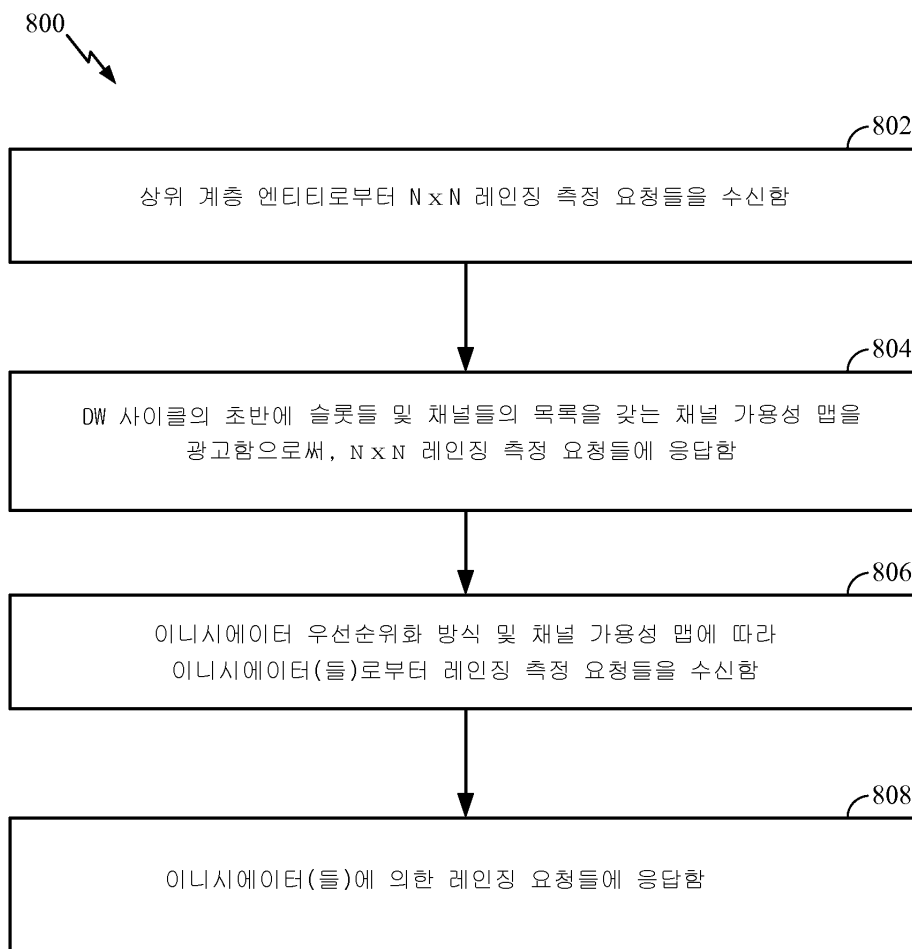 800
802
상위 계층 엔티티로부터 NxN 레인징 측정 요청들을 수신함
804
DW 사이클의 초반에 슬롯들 및 채널들의 목록을 갖는 채널 가용성 맵을
광고함으로써, NxN 레인징 측정 요청들에 응답함
806
이니시에이터 우선순위화 방식 및 채널 가용성 맵에 따라
이니시에이터(들)로부터 레인징 측정 요청들을 수신함
808
이니시에이터(들)에 의한 레인징 요청들에 응답함